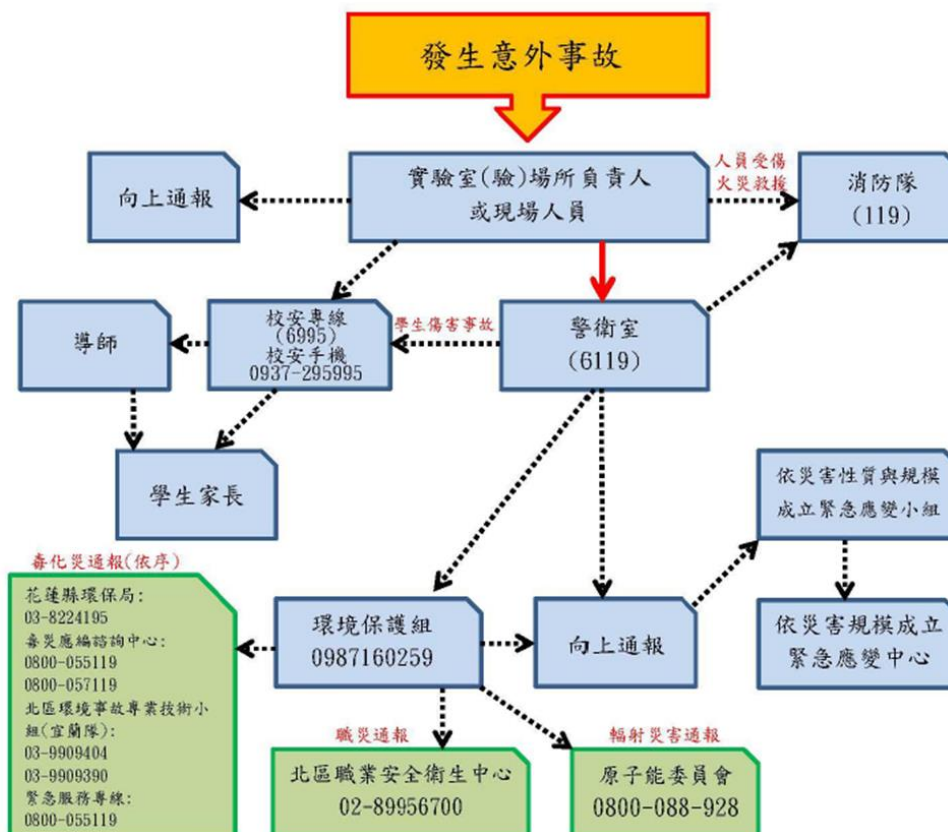 發生意外事故
向上通報
實驗室(驗)場所負責人
或現場人員
人員受傷
火災救援
消防隊
(119)
導師
校安專線
(6995)
校安手機
0937-295995
學生傷害事故
警衛室
(6119)
學生家長
依災害性質與規模
成立緊急應變小組
毒化災通報(依序)
花蓮縣環保局:
03-8224195
毒災應編諮詢中心:
0800-055119
0800-057119
北區環境事故專業技術小
組(宜蘭隊):
03-9909404
03-9909390
緊急服務專線:
0800-055119
環境保護組
0987160259
向上通報
依災害規模成立
緊急應變中心
職災通報
北區職業安全衛生中心
02-89956700
輻射災害通報
原子能委員會
0800-088-928